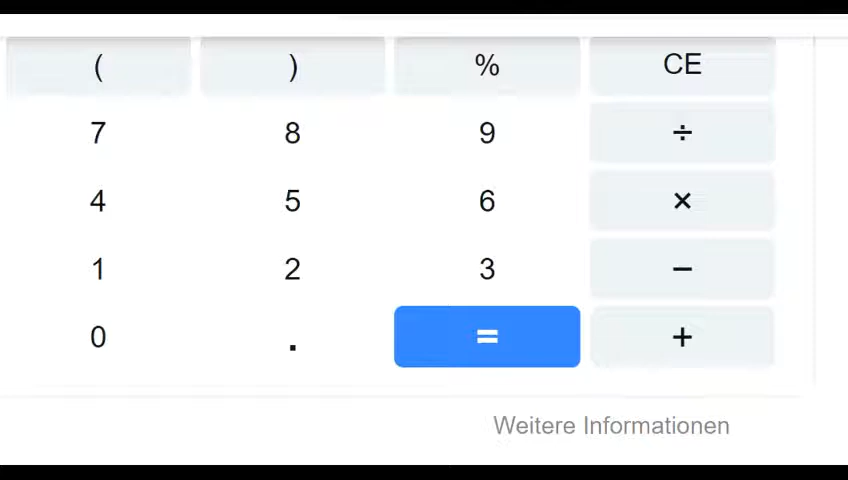 ( ) % CE
7 8 9 ÷
4 5 6 ×
1 2 3 −
0 . = +
Weitere Informationen